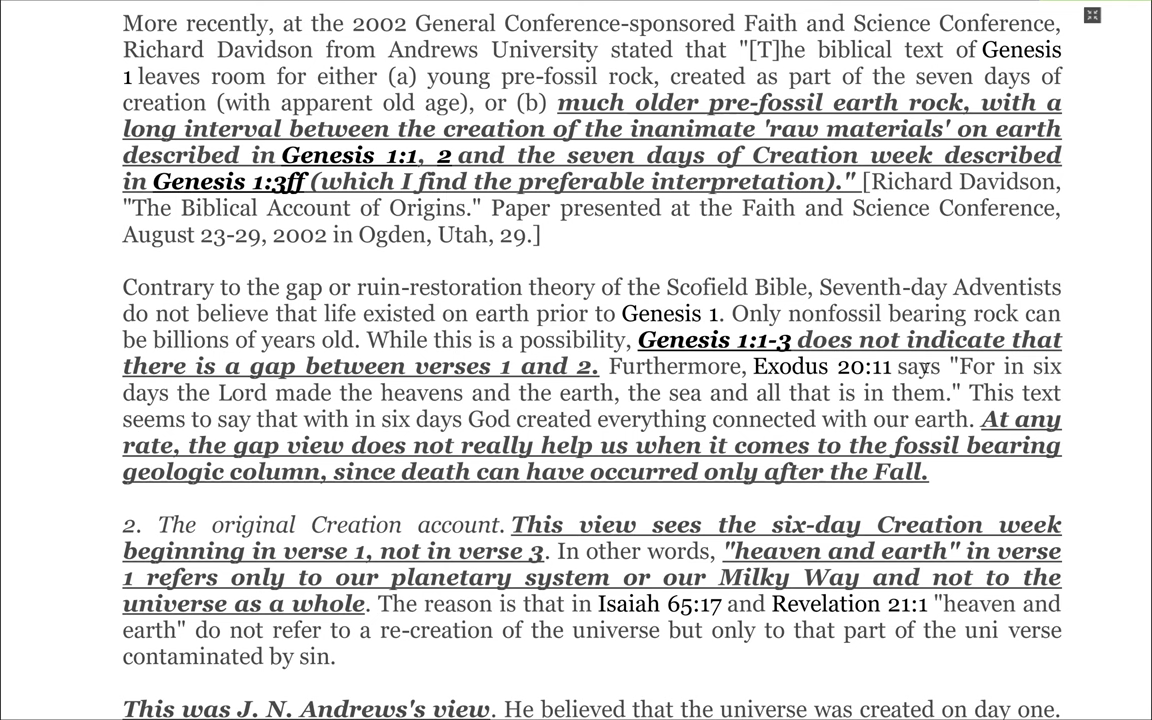 More recently, at the 2002 General Conference-sponsored Faith and Science Conference,
Richard Davidson from Andrews University stated that "[T]he biblical text of Genesis
1 leaves room for either (a) young pre-fossil rock, created as part of the seven days of
creation (with apparent old age), or (b) much older pre-fossil earth rock, with a
long interval between the creation of the inanimate 'raw materials' on earth
described in Genesis 1:1, 2 and the seven days of Creation week described
in Genesis 1:3ff (which I find the preferable interpretation)." [Richard Davidson,
"The Biblical Account of Origins." Paper presented at the Faith and Science Conference,
August 23-29, 2002 in Ogden, Utah, 29.]
Contrary to the gap or ruin-restoration theory of the Scofield Bible, Seventh-day Adventists
do not believe that life existed on earth prior to Genesis 1. Only nonfossil bearing rock can
be billions of years old. While this is a possibility, Genesis 1:1-3 does not indicate that
there is a gap between verses 1 and 2. Furthermore, Exodus 20:11 says "For in six
days the Lord made the heavens and the earth, the sea and all that is in them." This text
seems to say that with in six days God created everything connected with our earth. At any
rate, the gap view does not really help us when it comes to the fossil bearing
geologic column, since death can have occurred only after the Fall.
2. The original Creation account. This view sees the six-day Creation week
beginning in verse 1, not in verse 3. In other words, "heaven and earth" in verse
1 refers only to our planetary system or our Milky Way and not to the
universe as a whole. The reason is that in Isaiah 65:17 and Revelation 21:1 "heaven and
earth" do not refer to a re-creation of the universe but only to that part of the uni verse
contaminated by sin.
This was J. N. Andrews's view. He believed that the universe was created on day one.